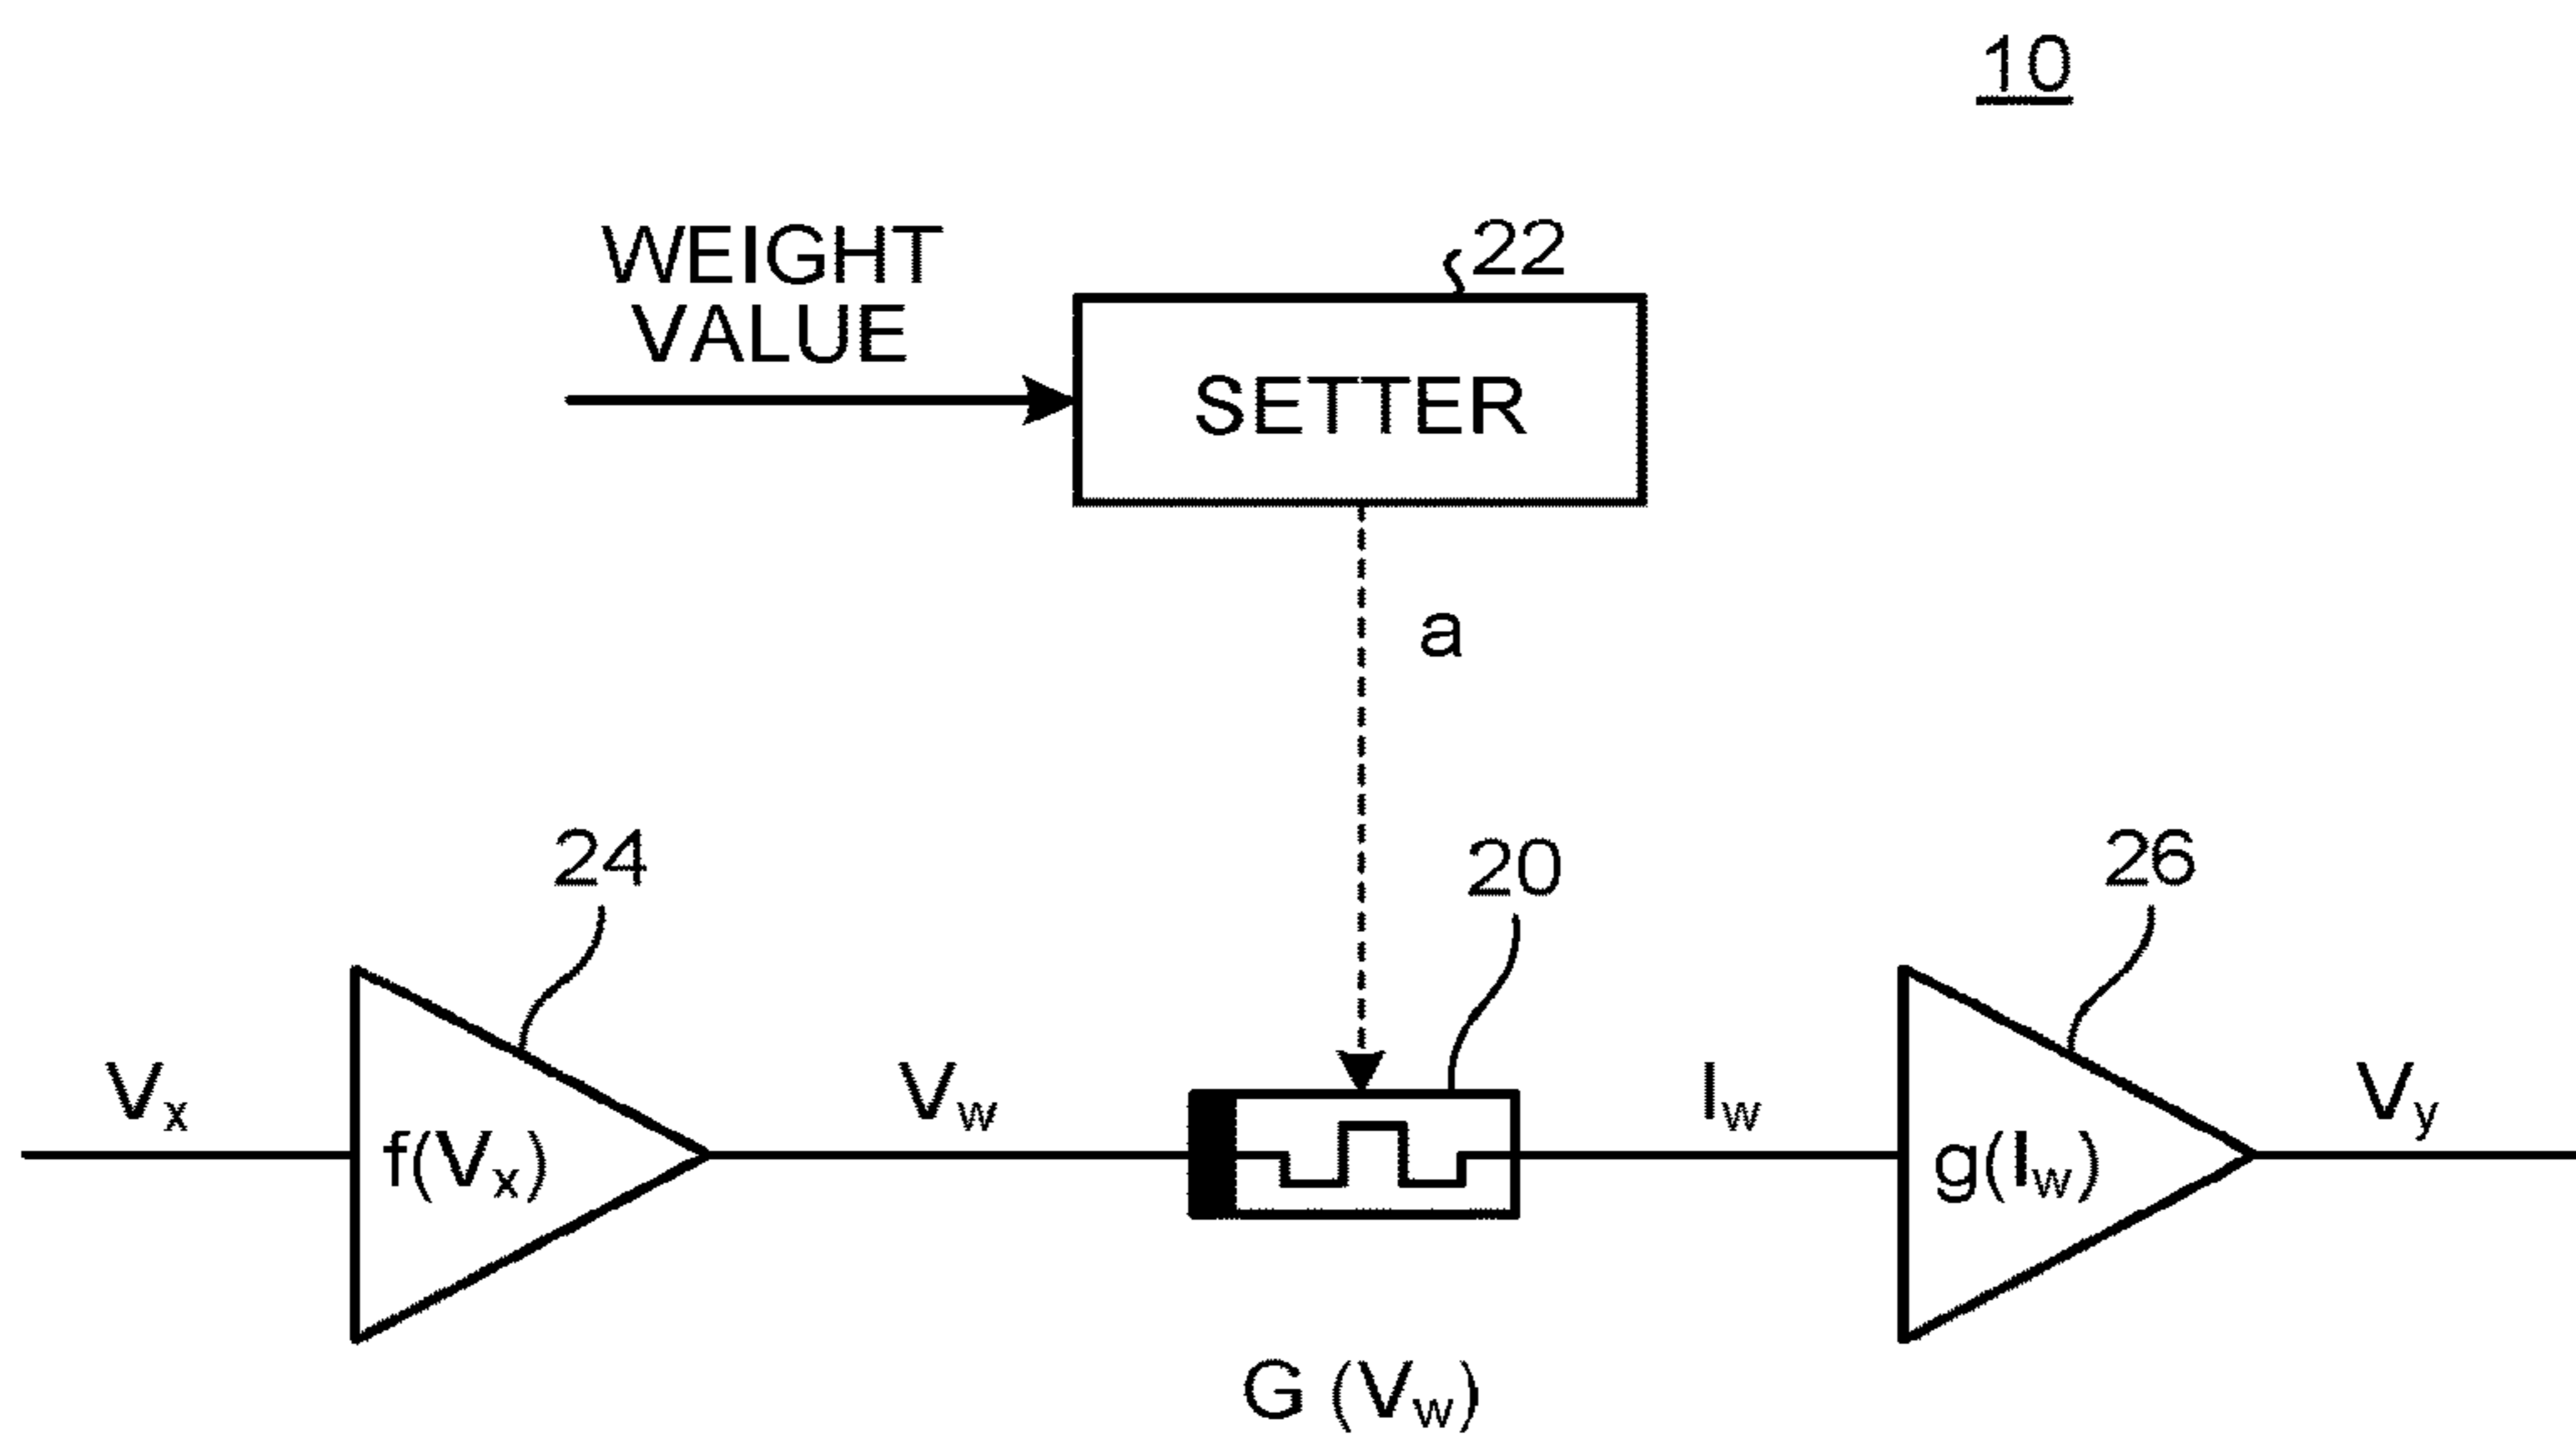 10
WEIGHT
VALUE
22
SETTER
a
24
20
26
Vx
f(Vx)
Vw
Iw
g(Iw)
Vy
G (Vw)